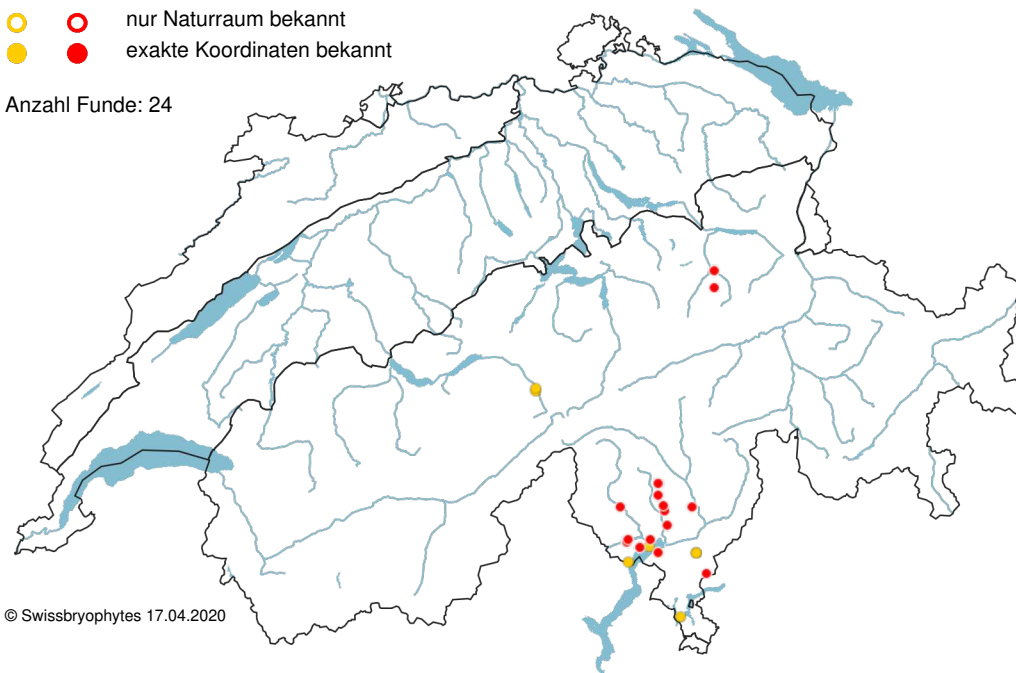 nur Naturraum bekannt
exakte Koordinaten bekannt
Anzahl Funde: 24
© Swissbryophytes 17.04.2020